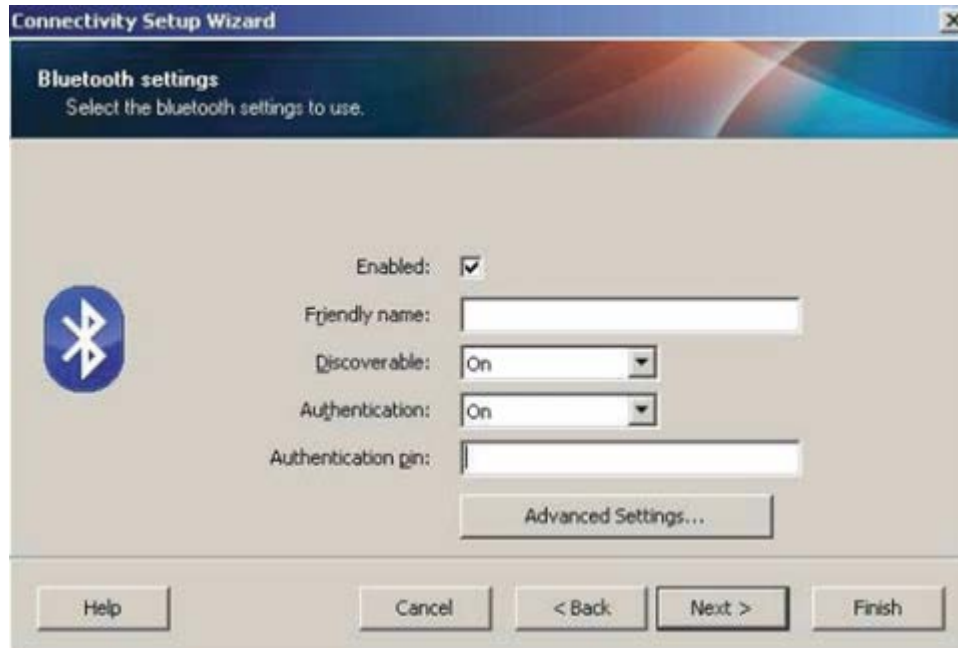 Connectivity Setup Wizard
Bluetooth settings
Select the bluetooth settings to use.
Enabled:
Friendly name:
Discoverable: On
Authentication: On
Authentication pin:
Advanced Settings...
Help Cancel < Back Next > Finish